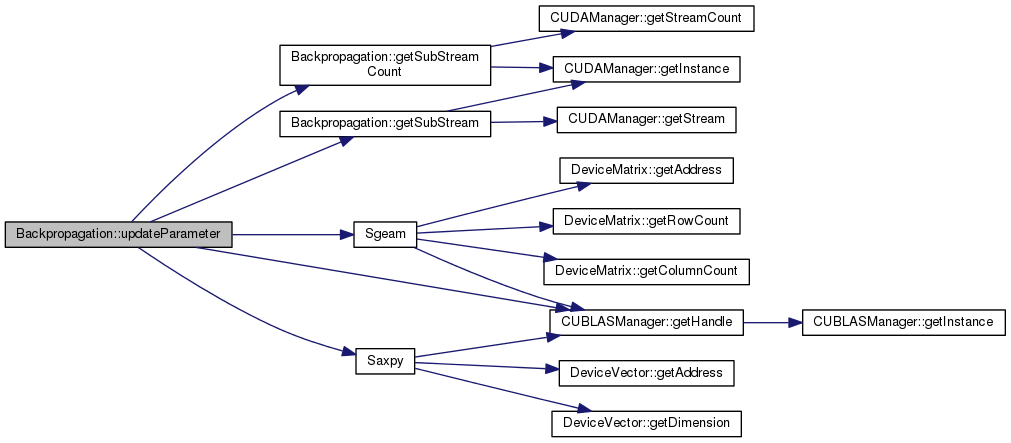 CUDAManager::getStreamCount
Backpropagation::getSubStream
Count
CUDAManager::getInstance
Backpropagation::getSubStream
CUDAManager::getStream
DeviceMatrix::getAddress
DeviceMatrix::getRowCount
Backpropagation::updateParameter
Sgeam
DeviceMatrix::getColumnCount
CUBLASManager::getHandle
CUBLASManager::getInstance
Saxpy
DeviceVector::getAddress
DeviceVector::getDimension